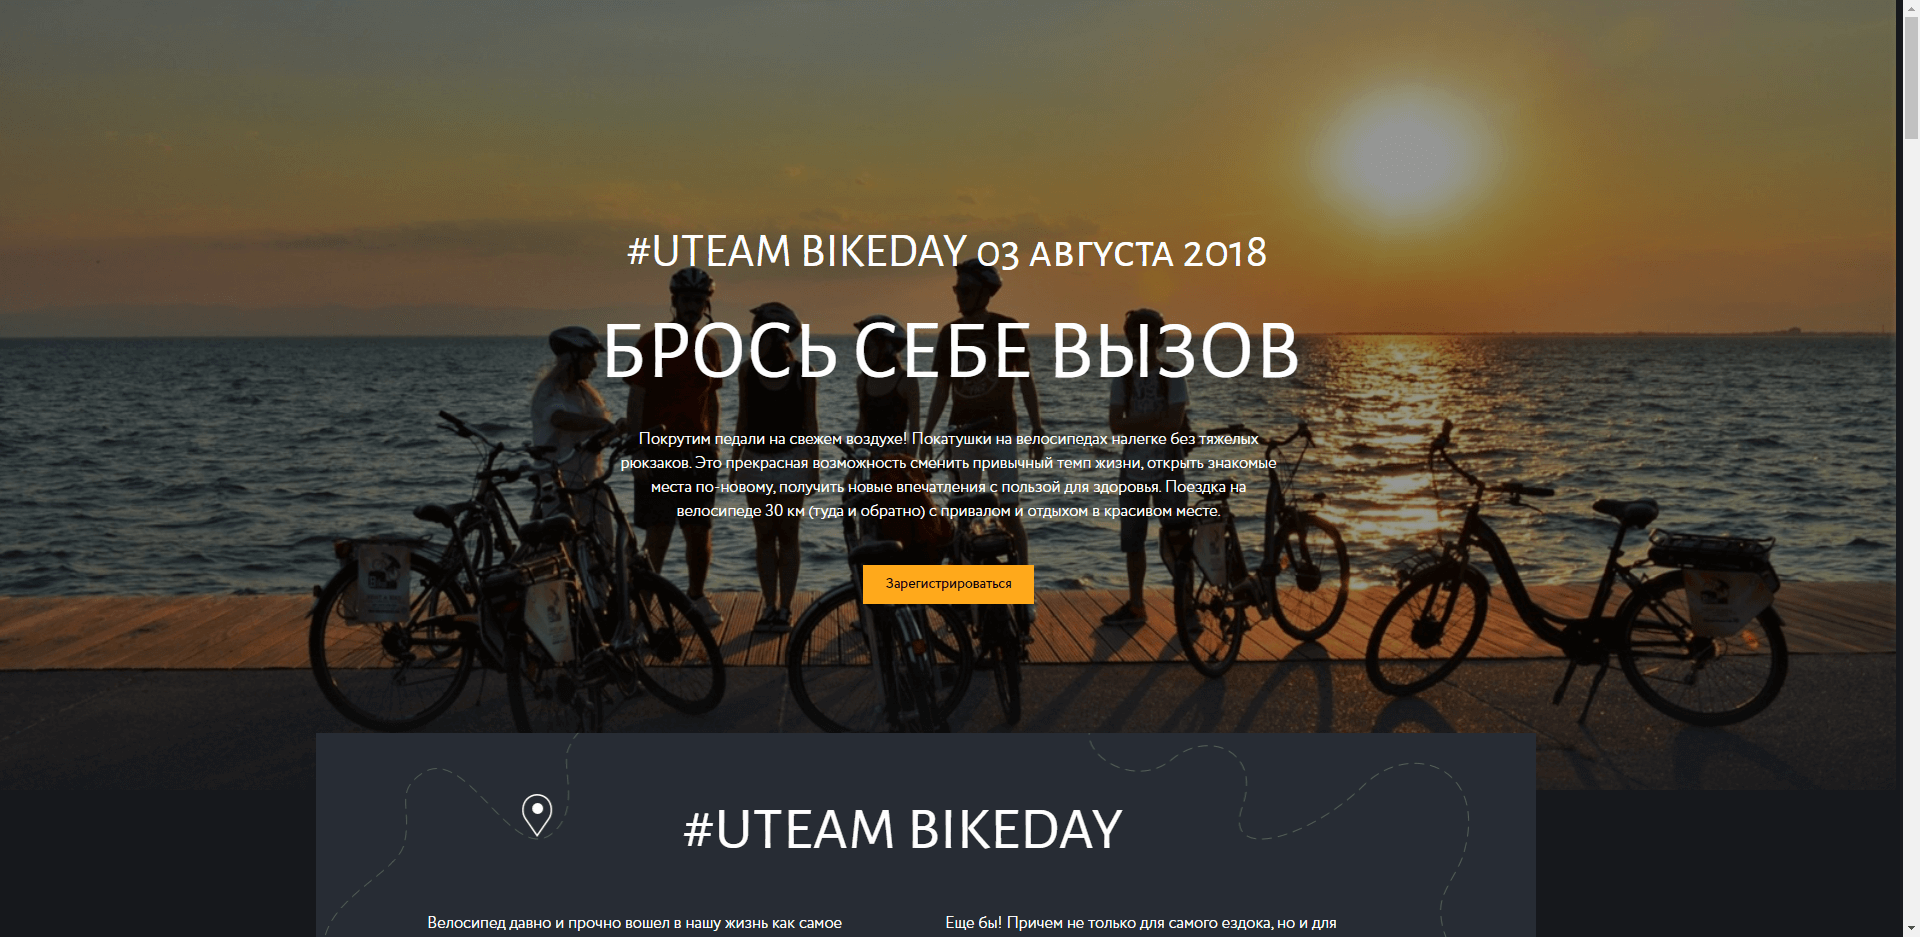 #UTEAM BIKEDAY 03 АВГУСТА 2018
БРОСЬ СЕБЕ ВЫЗОВ
Покрутим педали на свежем воздухе! Покатушки на велосипедах налегке без тяжелых
рюкзаков. Это прекрасная возможность сменить привычный темп жизни, открыть знакомые
места по-новому, получить новые впечатления с пользой для здоровья. Поездка на
велосипеде 30 км (туда и обратно) с привалом и отдыхом в красивом месте.
Зарегистрироваться
#UTEAM BIKEDAY
Велосипед давно и прочно вошел в нашу жизнь как самое
Еще бы! Причем не только для самого ездока, но и для